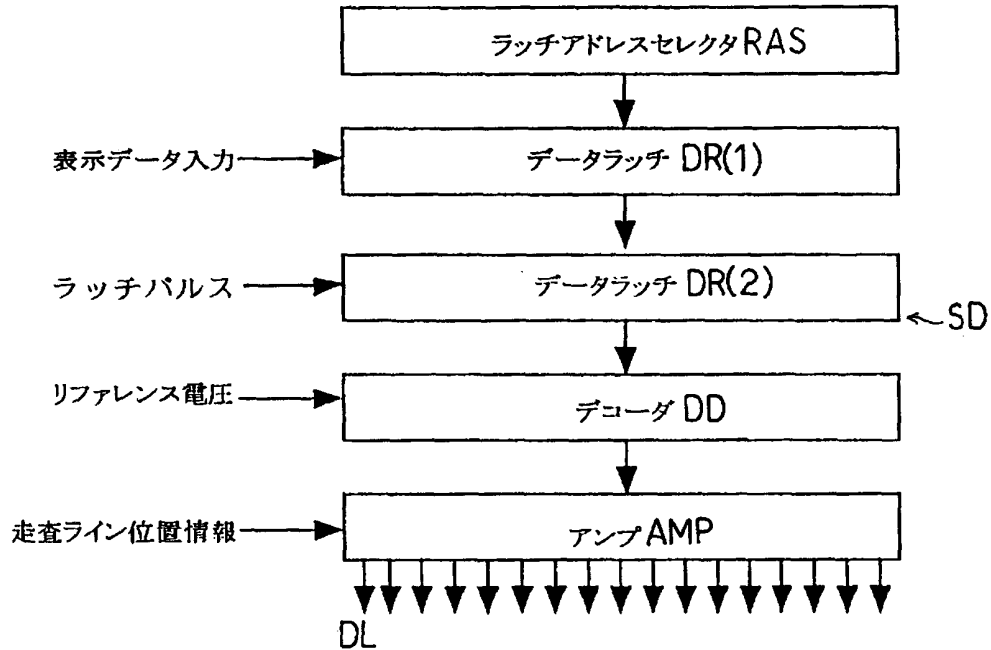 ラッチアドレスセレクタRAS
表示データ入力
データラッチ DR(1)
ラッチパルス
データラッチ DR(2)
SD
リファレンス電圧
デコーダ DD
走査ライン位置情報
アンプAMP
DL